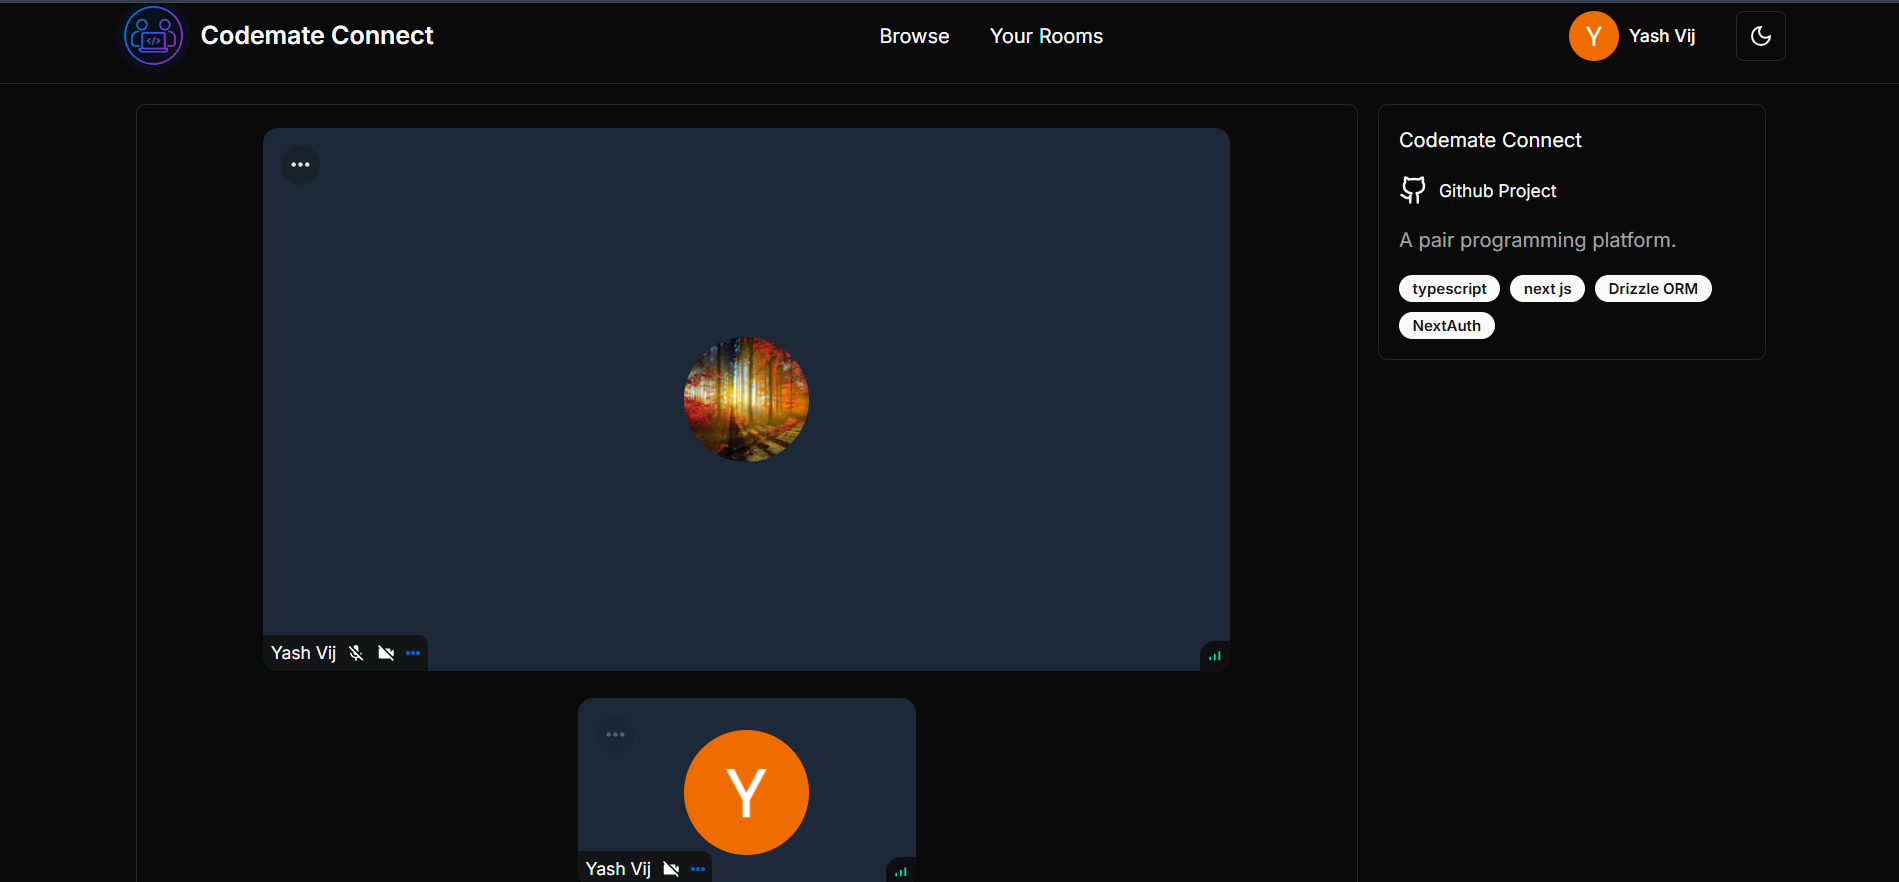 Codemate Connect
Browse
Your Rooms
Y
Yash Vij
Codemate Connect
Github Project
A pair programming platform.
typescript
next js
Drizzle ORM
NextAuth
Yash Vij
Y
Yash Vij